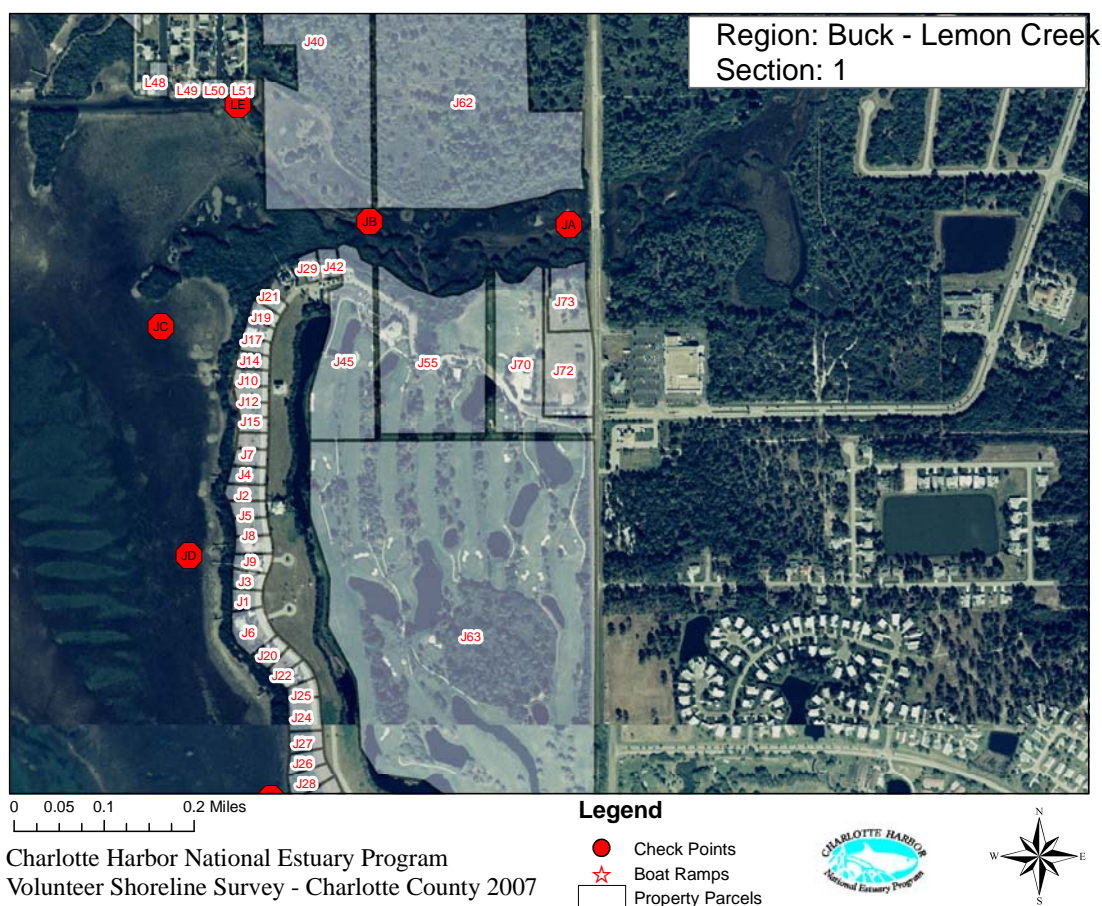 Region: Buck - Lemon Creek
Section: 1
J40
L48
L49
L50
L51
LE
J62
JB
JA
J29
J42
J21
J73
J19
JC
J17
J14
J45
J55
J70
J72
J10
J12
J15
J7
J4
J2
J5
J8
JD
J9
J3
J1
J6
J63
J20
J22
J25
J24
J27
J26
J28
0 0.05 0.1 0.2 Miles
Legend
Check Points
Boat Ramps
Property Parcels
Charlotte Harbor National Estuary Program
Volunteer Shoreline Survey - Charlotte County 2007
CHARLOTTE HARBOR
National Estuary Program
N
W
E
S